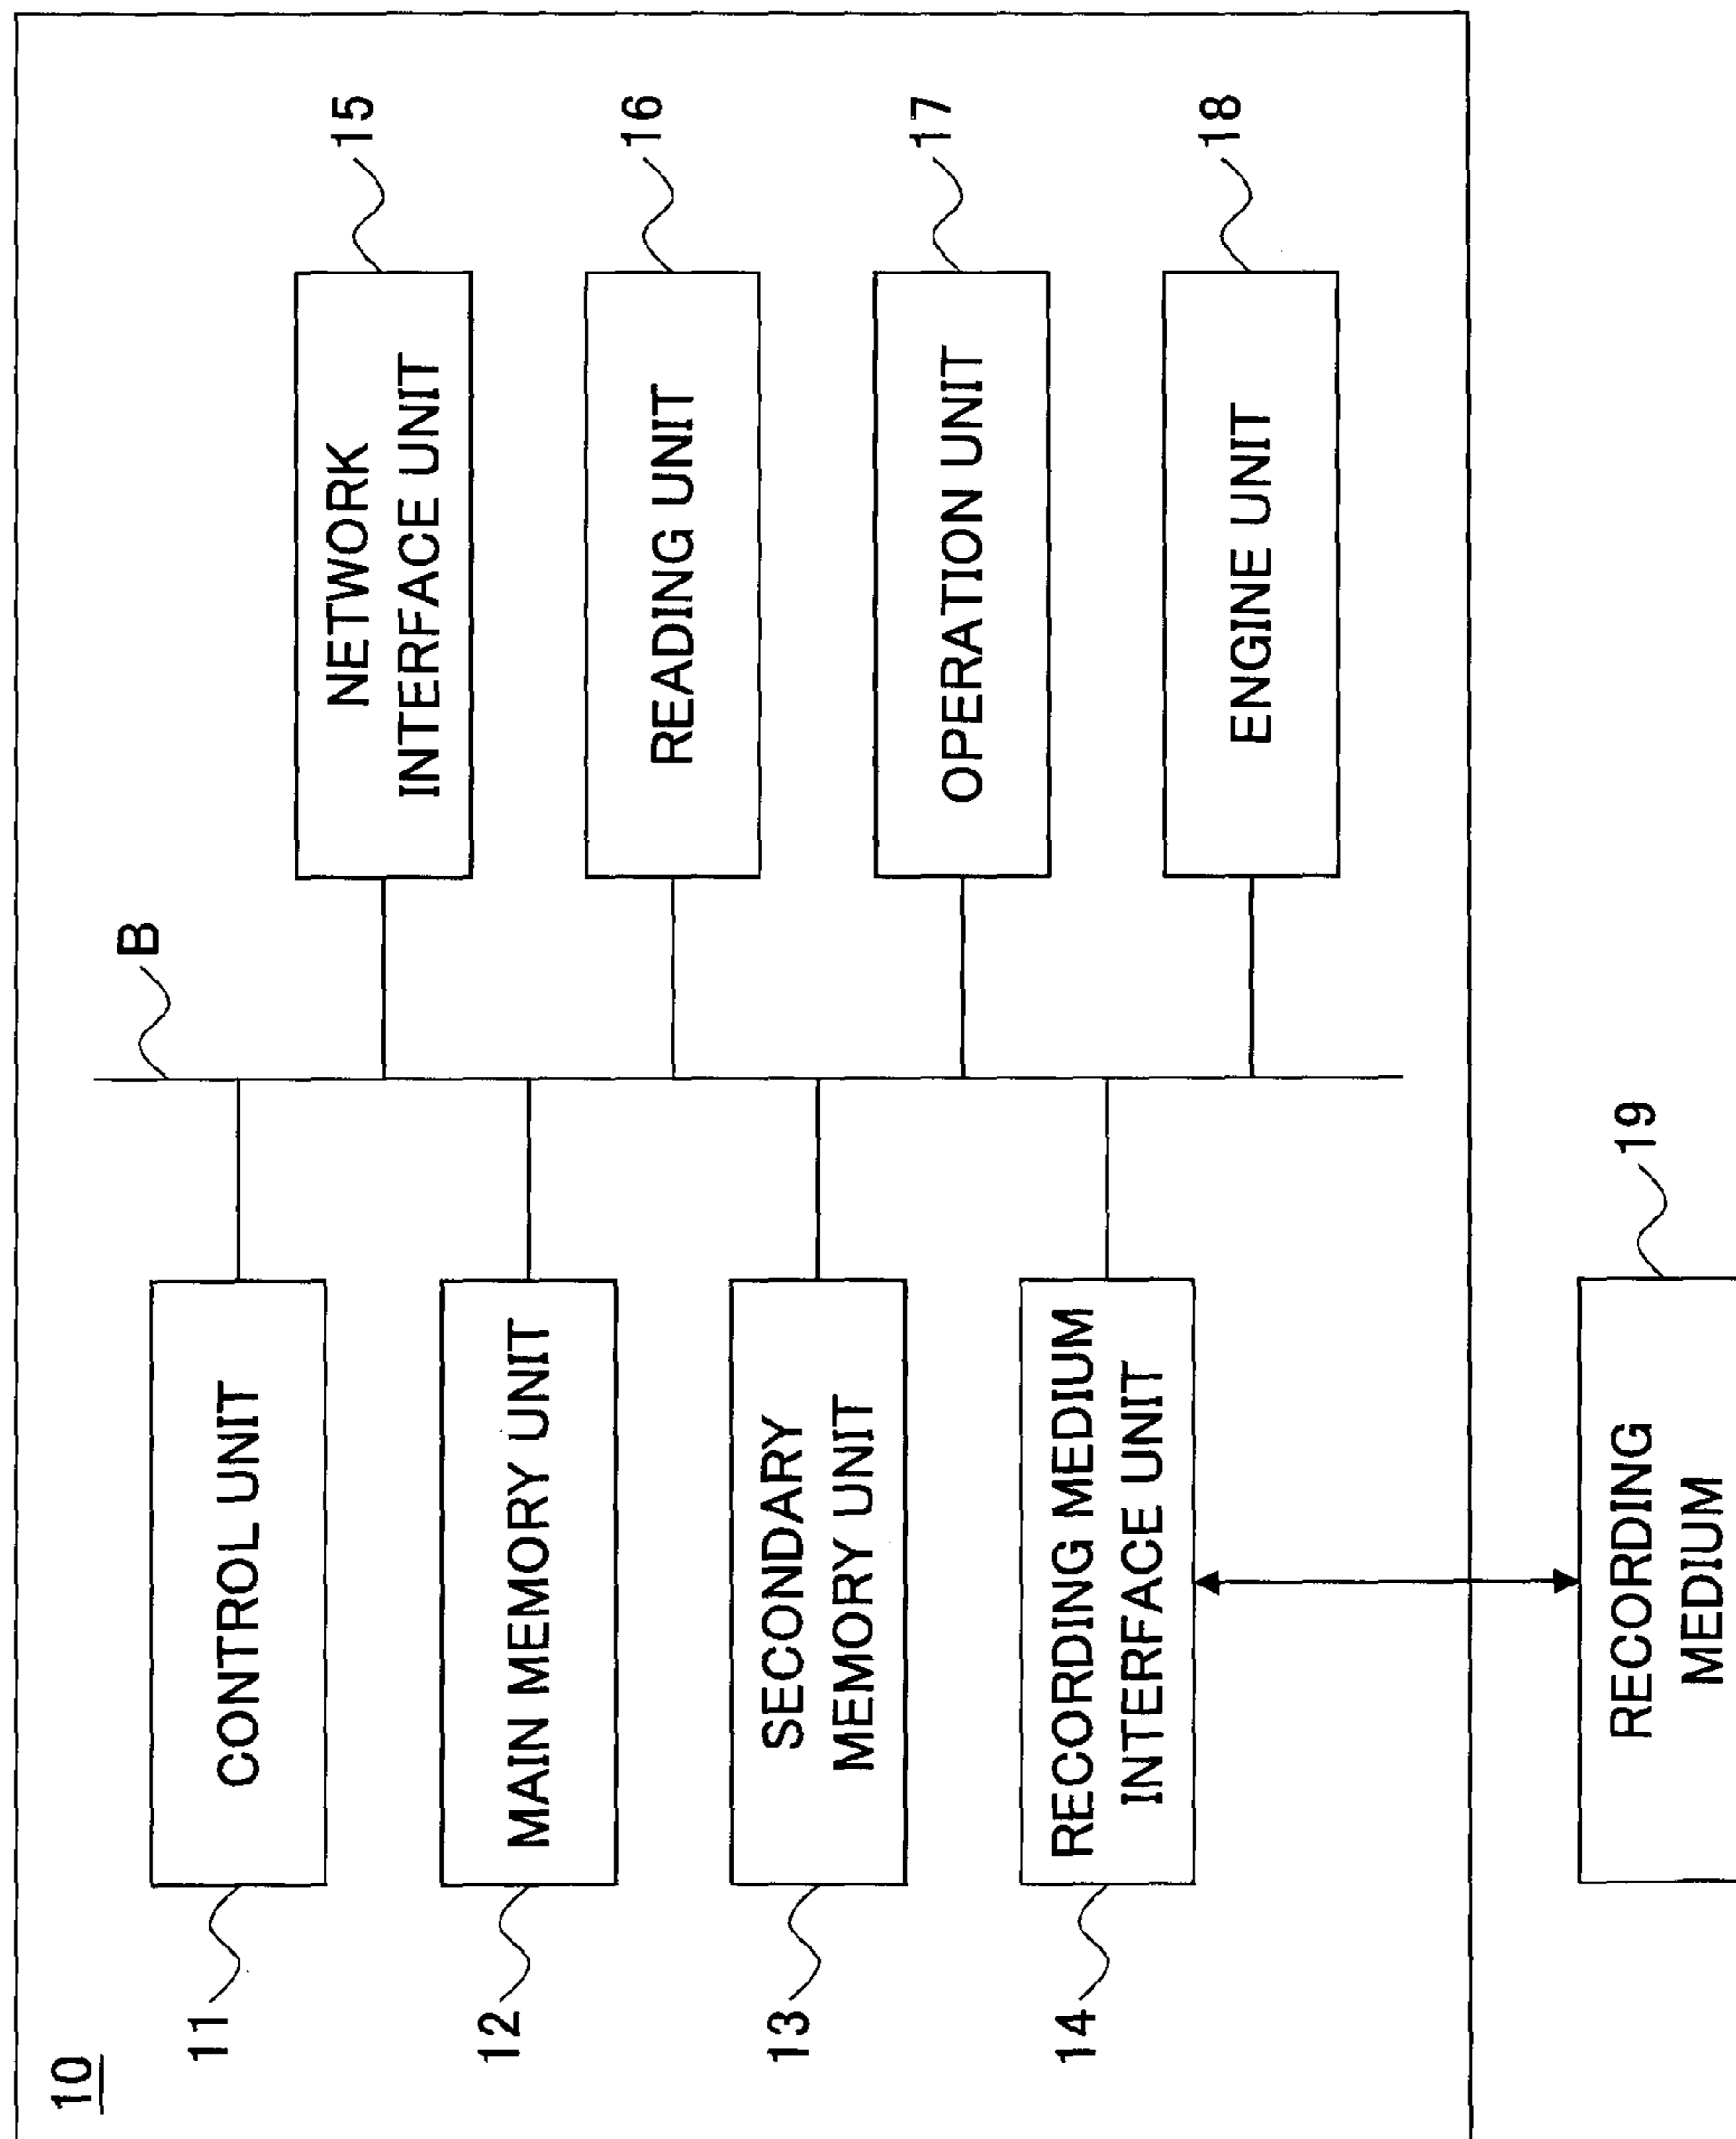 10
B
11
CONTROL UNIT
12
MAIN MEMORY UNIT
13
SECONDARY
MEMORY UNIT
14
RECORDING MEDIUM
INTERFACE UNIT
NETWORK
INTERFACE UNIT
15
READING UNIT
16
OPERATION UNIT
17
ENGINE UNIT
18
RECORDING
MEDIUM
19